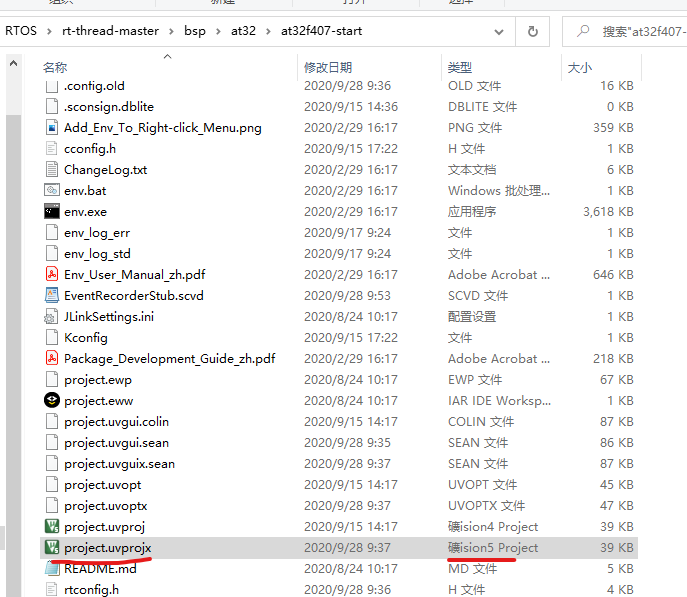 组织 新建 打开 选择
RTOS > rt-thread-master > bsp > at32 > at32f407-start 搜索"at32f407-
名称 修改日期 类型 大小
.config.old 2020/9/28 9:36 OLD 文件 16 KB
.sconsign.dblite 2020/9/15 14:36 DBLITE 文件 0 KB
Add_Env_To_Right-click_Menu.png 2020/2/29 16:17 PNG 文件 359 KB
cconfig.h 2020/9/15 17:22 H 文件 1 KB
ChangeLog.txt 2020/2/29 16:17 文本文档 6 KB
env.bat 2020/2/29 16:17 Windows 批处理... 1 KB
env.exe 2020/2/29 16:17 应用程序 3,618 KB
env_log_err 2020/9/17 9:24 文件 1 KB
env_log_std 2020/9/17 9:24 文件 1 KB
Env_User_Manual_zh.pdf 2020/2/29 16:17 Adobe Acrobat ... 646 KB
EventRecorderStub.scvd 2020/9/28 9:53 SCVD 文件 1 KB
JLinkSettings.ini 2020/8/24 10:17 配置设置 1 KB
Kconfig 2020/9/15 17:22 文件 1 KB
Package_Development_Guide_zh.pdf 2020/2/29 16:17 Adobe Acrobat ... 218 KB
project.ewp 2020/8/24 10:17 EWP 文件 67 KB
project.eww 2020/8/24 10:17 IAR IDE Worksp... 1 KB
project.uvgui.colin 2020/9/15 14:17 COLIN 文件 87 KB
project.uvgui.sean 2020/9/28 9:35 SEAN 文件 86 KB
project.uvguix.sean 2020/9/28 9:37 SEAN 文件 87 KB
project.uvopt 2020/9/15 14:17 UVOPT 文件 45 KB
project.uvoptx 2020/9/28 9:37 UVOPTX 文件 47 KB
project.uvproj 2020/9/15 14:17 礦ision4 Project 39 KB
project.uvprojx 2020/9/28 9:37 礦ision5 Project 39 KB
README.md 2020/8/24 10:17 MD 文件 5 KB
rtconfig.h 2020/9/28 9:36 H 文件 4 KB